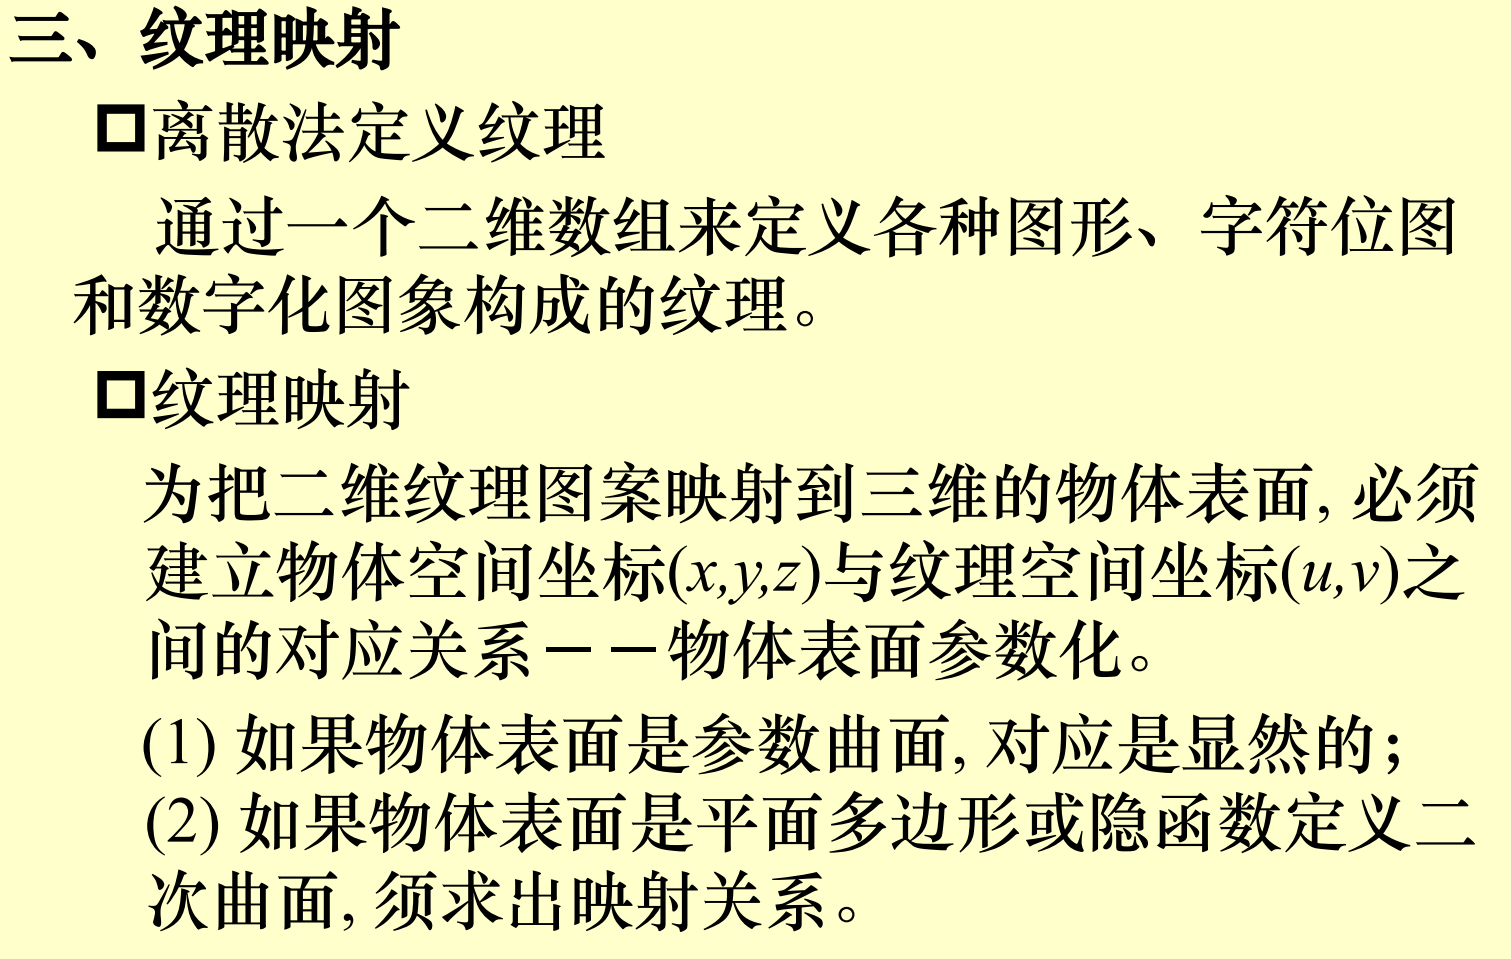 三、纹理映射
离散法定义纹理
通过一个二维数组来定义各种图形、字符位图
和数字化图象构成的纹理。
纹理映射
为把二维纹理图案映射到三维的物体表面, 必须
建立物体空间坐标(x,y,z)与纹理空间坐标(u,v)之
间的对应关系－－物体表面参数化。
(1) 如果物体表面是参数曲面, 对应是显然的；
(2) 如果物体表面是平面多边形或隐函数定义二
次曲面, 须求出映射关系。